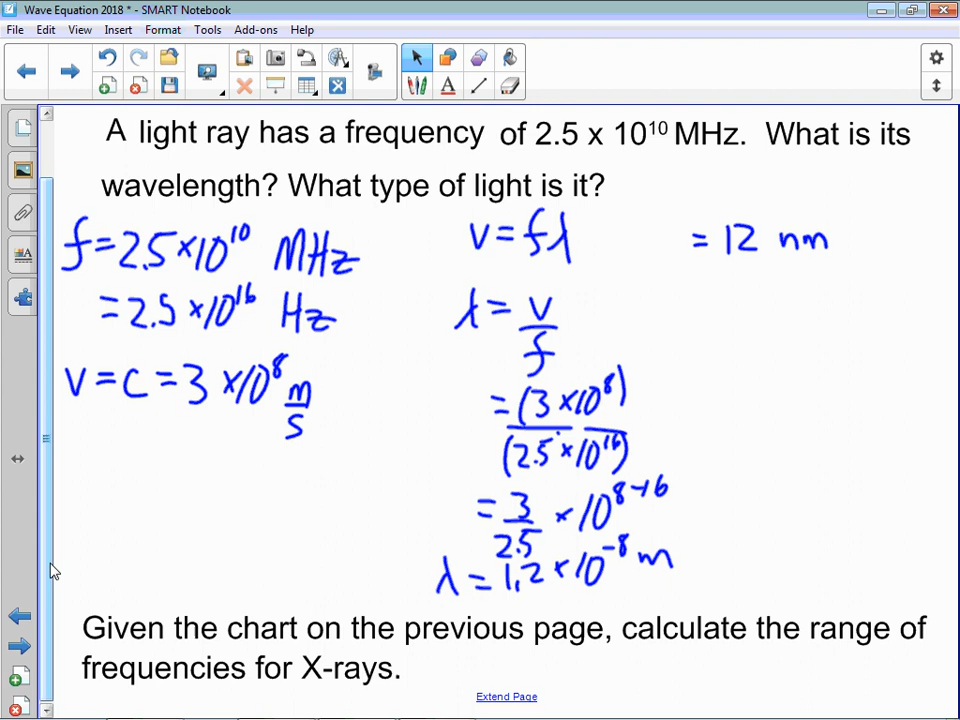 Wave Equation 2018 * - SMART Notebook
File Edit View Insert Format Tools Add-ons Help
A light ray has a frequency of 2.5 x 10¹⁰ MHz. What is its
wavelength? What type of light is it?
f = 2.5 × 10¹⁰ MHz
= 2.5 × 10¹⁶ Hz
v = c = 3 × 10⁸ m/s
v = fλ
λ = v/f
= (3 × 10⁸)/(2.5 × 10¹⁶)
= 3/2.5 × 10⁸⁻¹⁶
λ = 1.2 × 10⁻⁸ m
= 12 nm
Given the chart on the previous page, calculate the range of
frequencies for X-rays.
Extend Page